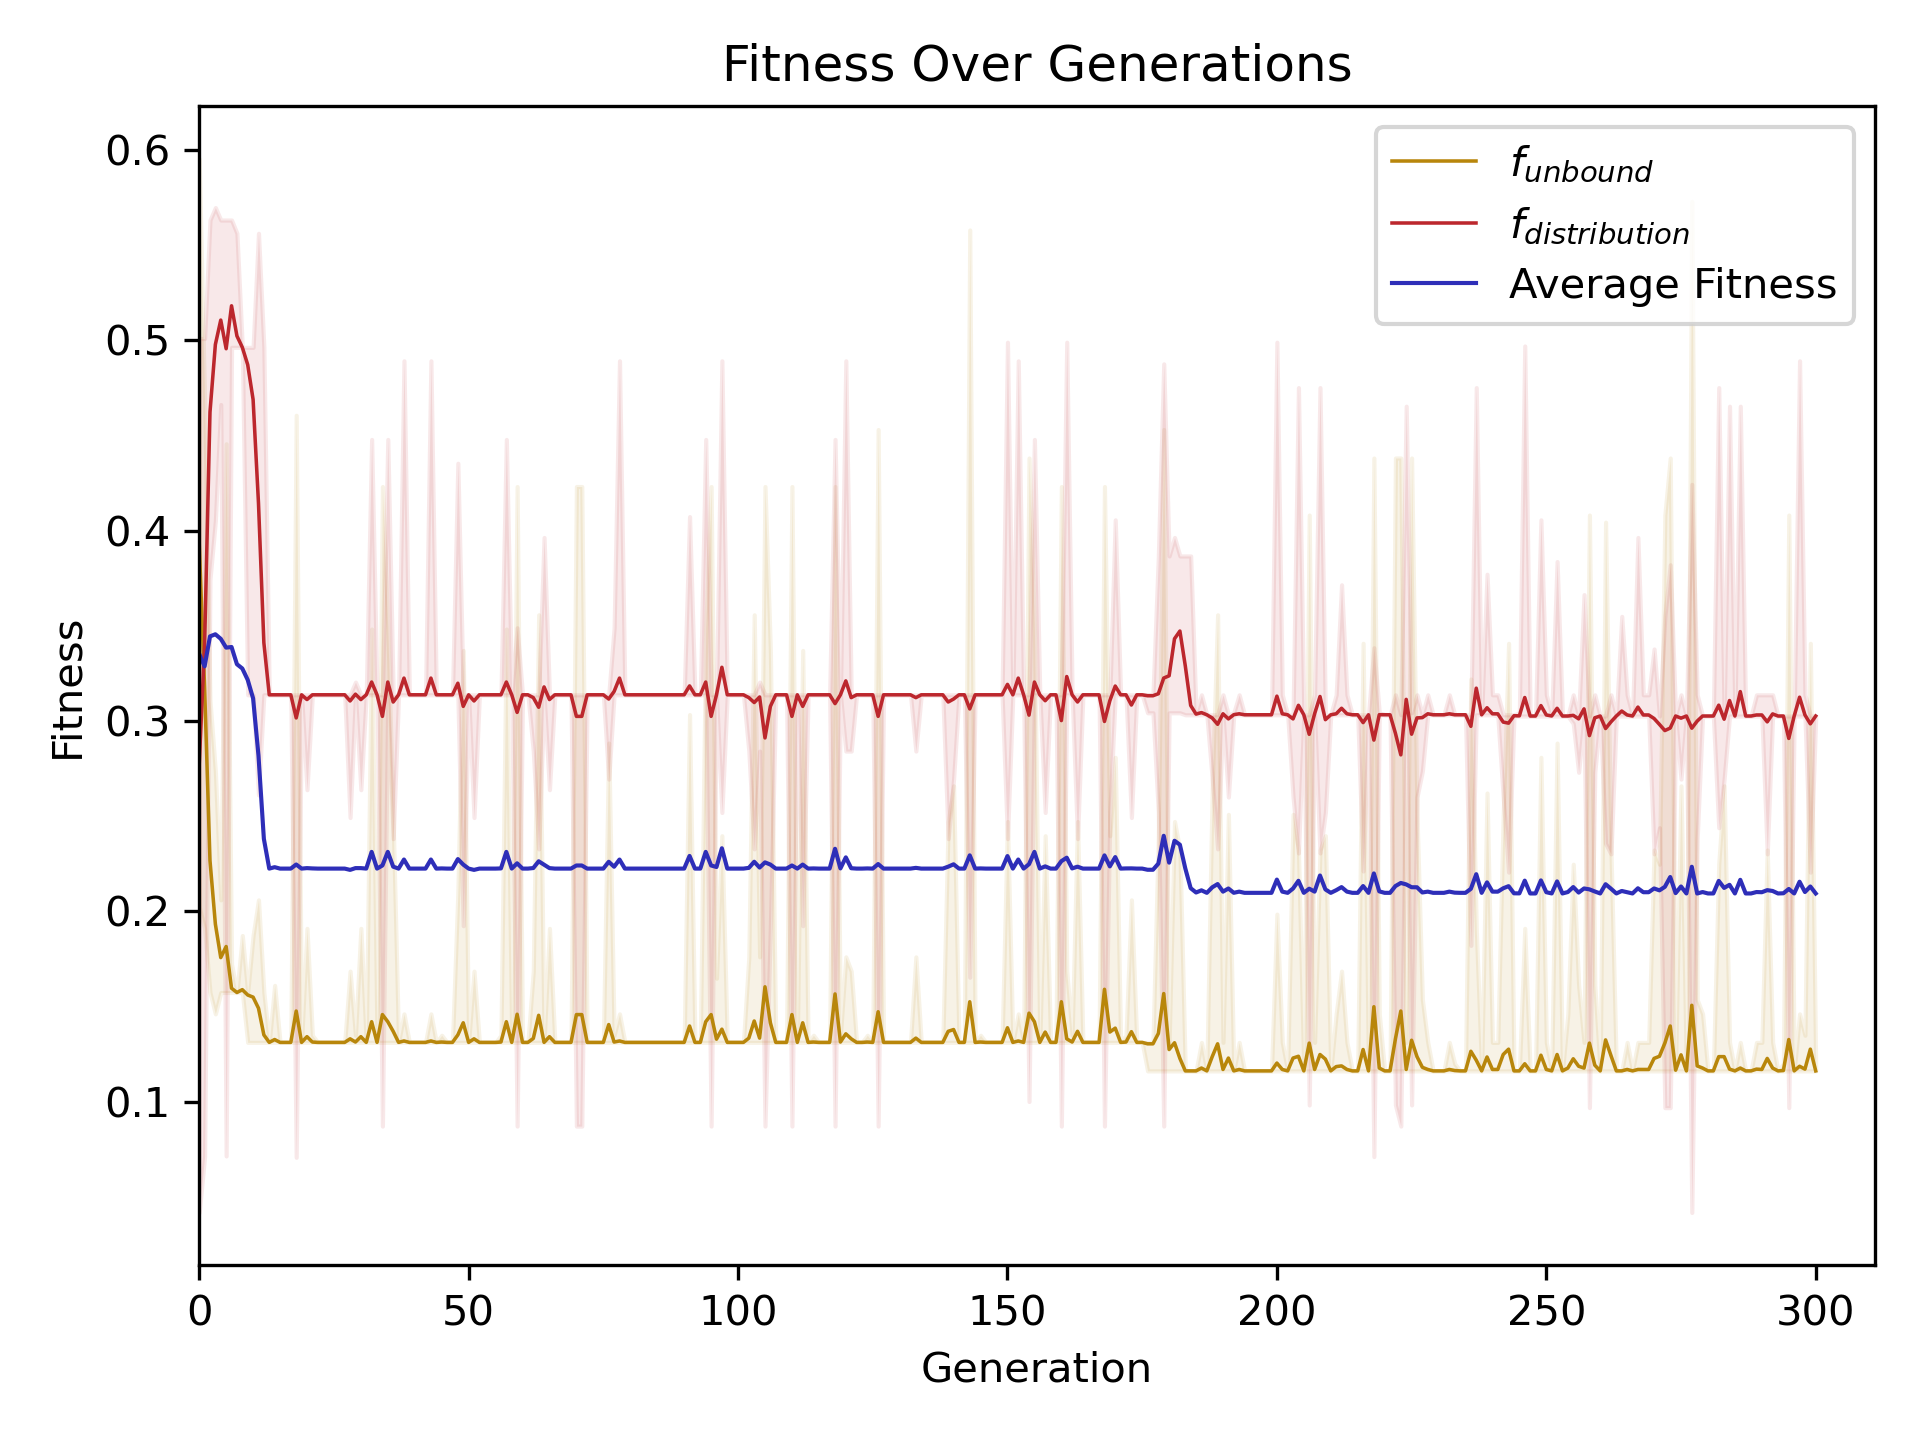 Fitness Over Generations
0.6
0.5
0.4
0.3
0.2
0.1
Fitness
f_unbound
f_distribution
Average Fitness
0 50 100 150 200 250 300
Generation